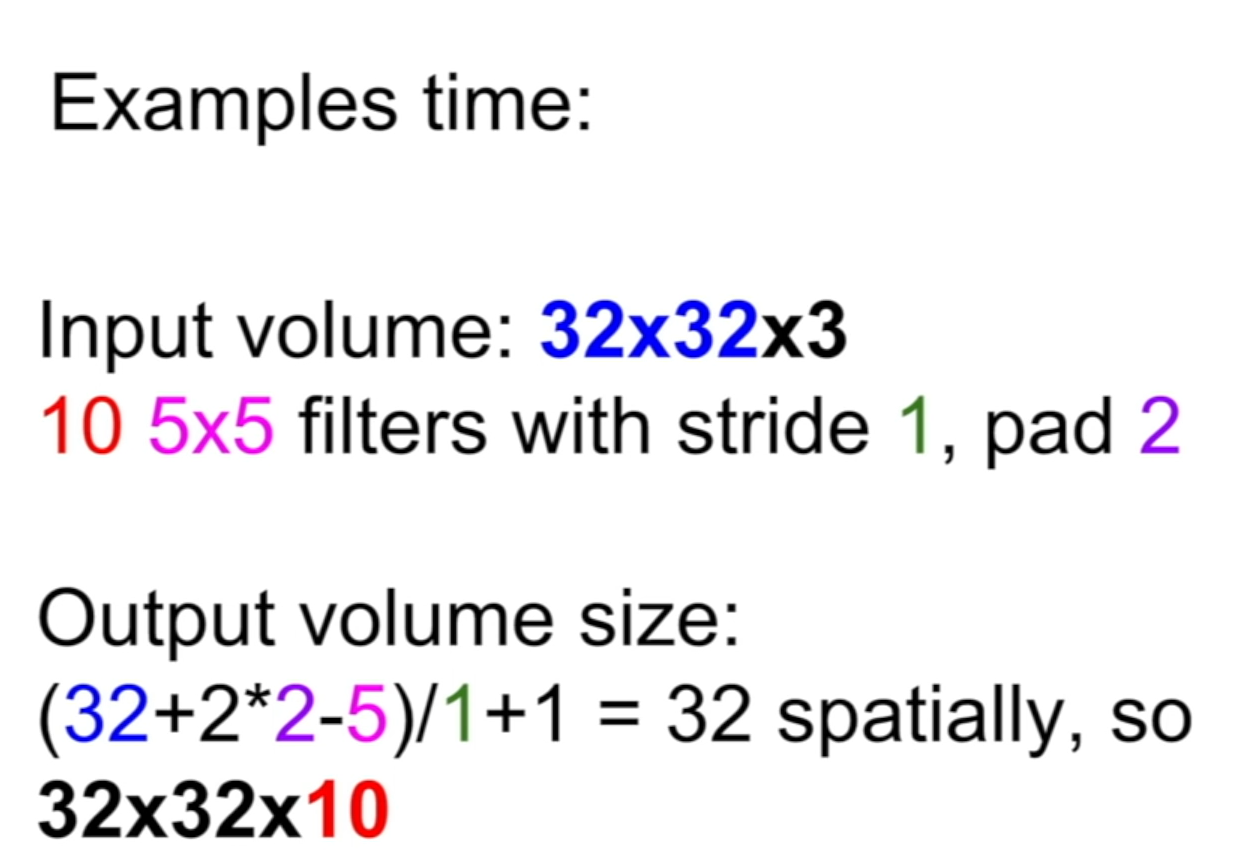 Examples time:
Input volume: 32x32x3
10 5x5 filters with stride 1, pad 2
Output volume size:
(32+2*2-5)/1+1 = 32 spatially, so
32x32x10